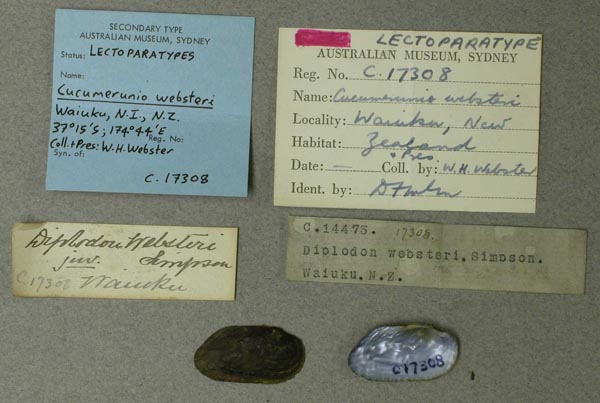 SECONDARY TYPE
AUSTRALIAN MUSEUM, SYDNEY
Status: LECTOPARATYPES
Name:
Cucumerunio websteri
Waiuku, N.I., N.Z.
37°15's; 174°44'E
Reg. No.:
Coll. + Pres: W.H. Webster
Syn. of:
C. 17308
LECTOPARATYPE
AUSTRALIAN MUSEUM, SYDNEY
Reg. No. C.17308
Name: Cucumerunio websteri
Locality: Waiuku, New
Habitat: Zealand
+ Pres
Date: — Coll. by: W.H. Webster
Ident. by:
Diplodon Websteri
juv. Simpson
C.17308 Waiuku
C.14473. 17308.
Diplodon websteri, Simpson.
Waiuku. N.Z.
C17308